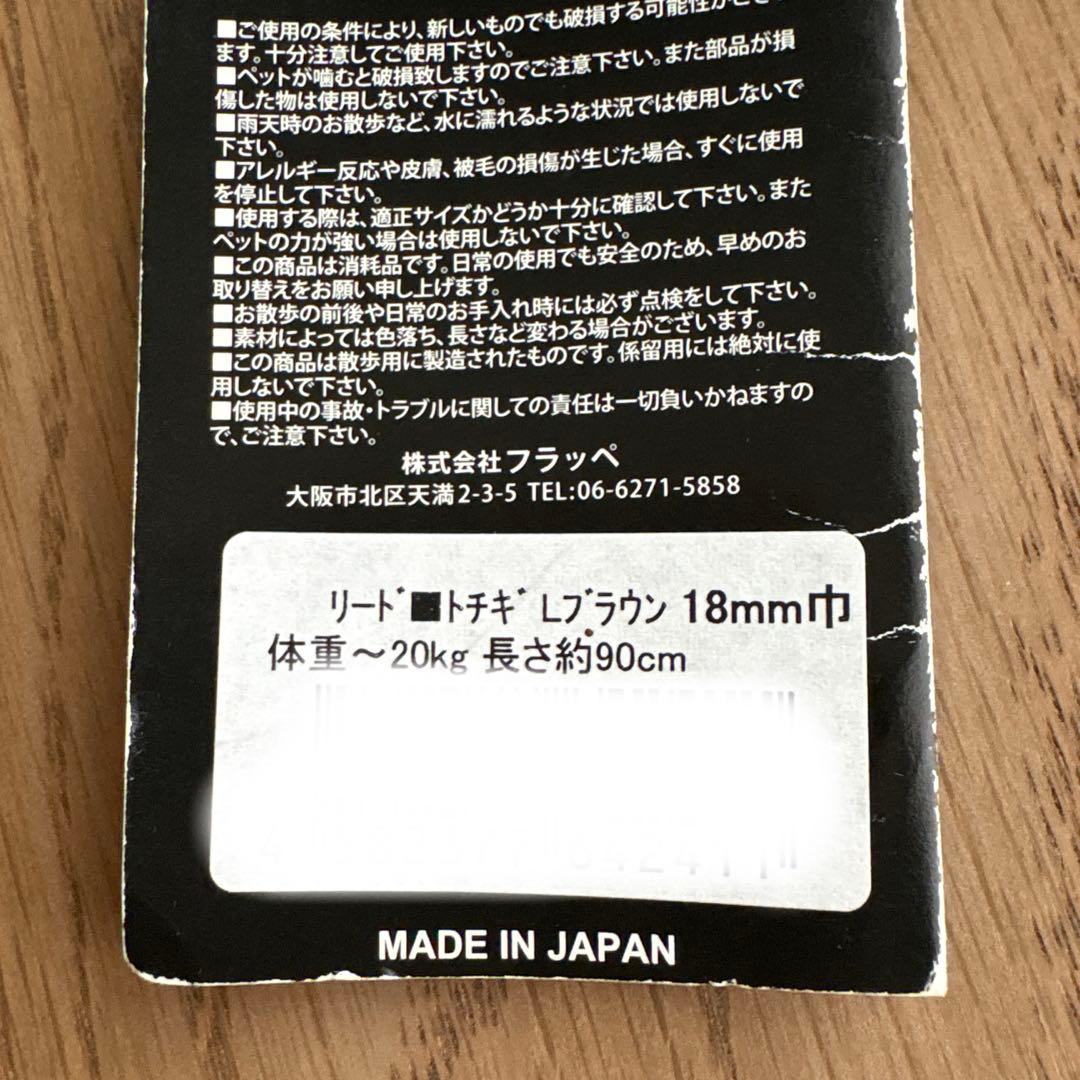 ■ご使用の条件により、新しいものでも破損する可能性がござい
ます。十分注意してご使用下さい。
■ペットが噛むと破損致しますのでご注意下さい。また部品が損
傷した物は使用しないで下さい。
■雨天時のお散歩など、水に濡れるような状況では使用しないで
下さい。
■アレルギー反応や皮膚、被毛の損傷が生じた場合、すぐに使用
を停止して下さい。
■使用する際は、適正サイズかどうか十分に確認して下さい。また
ペットの力が強い場合は使用しないで下さい。
■この商品は消耗品です。日常の使用でも安全のため、早めのお
取り替えをお願い申し上げます。
■お散歩の前後や日常のお手入れ時には必ず点検をして下さい。
■素材によっては色落ち、長さなど変わる場合がございます。
■この商品は散歩用に製造されたものです。係留用には絶対に使
用しないで下さい。
■使用中の事故・トラブルに関しての責任は一切負いかねますの
で、ご注意下さい。
株式会社フラッペ
大阪市北区天満2-3-5 TEL:06-6271-5858
リード■トチギ Lブラウン 18mm巾
体重～20kg 長さ約90cm
MADE IN JAPAN